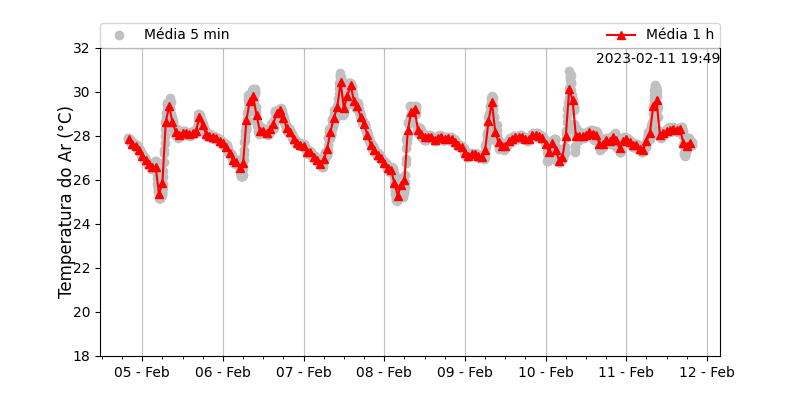 Média 5 min
Média 1 h
2023-02-11 19:49
Temperatura do Ar (°C)
32
30
28
26
24
22
20
18
05 - Feb
06 - Feb
07 - Feb
08 - Feb
09 - Feb
10 - Feb
11 - Feb
12 - Feb